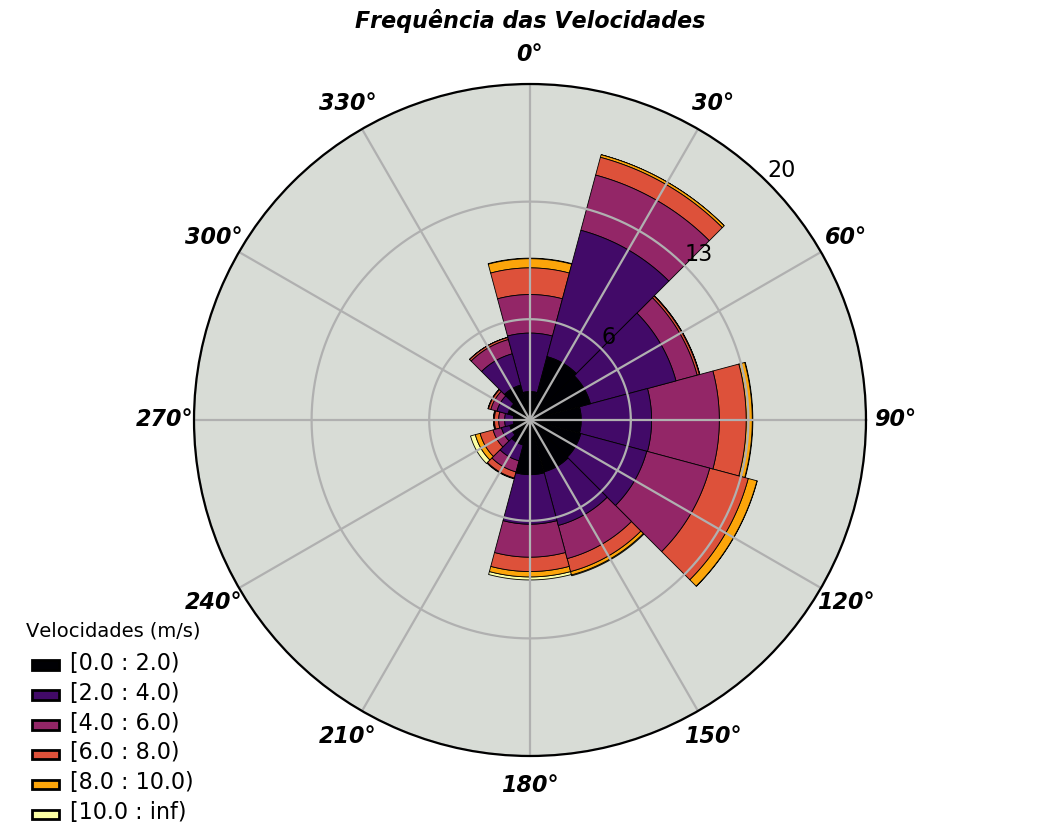 Frequência das Velocidades
0°
330°
30°
20
300°
60°
13
6
270°
90°
240°
120°
210°
150°
180°
Velocidades (m/s)
[0.0 : 2.0)
[2.0 : 4.0)
[4.0 : 6.0)
[6.0 : 8.0)
[8.0 : 10.0)
[10.0 : inf)